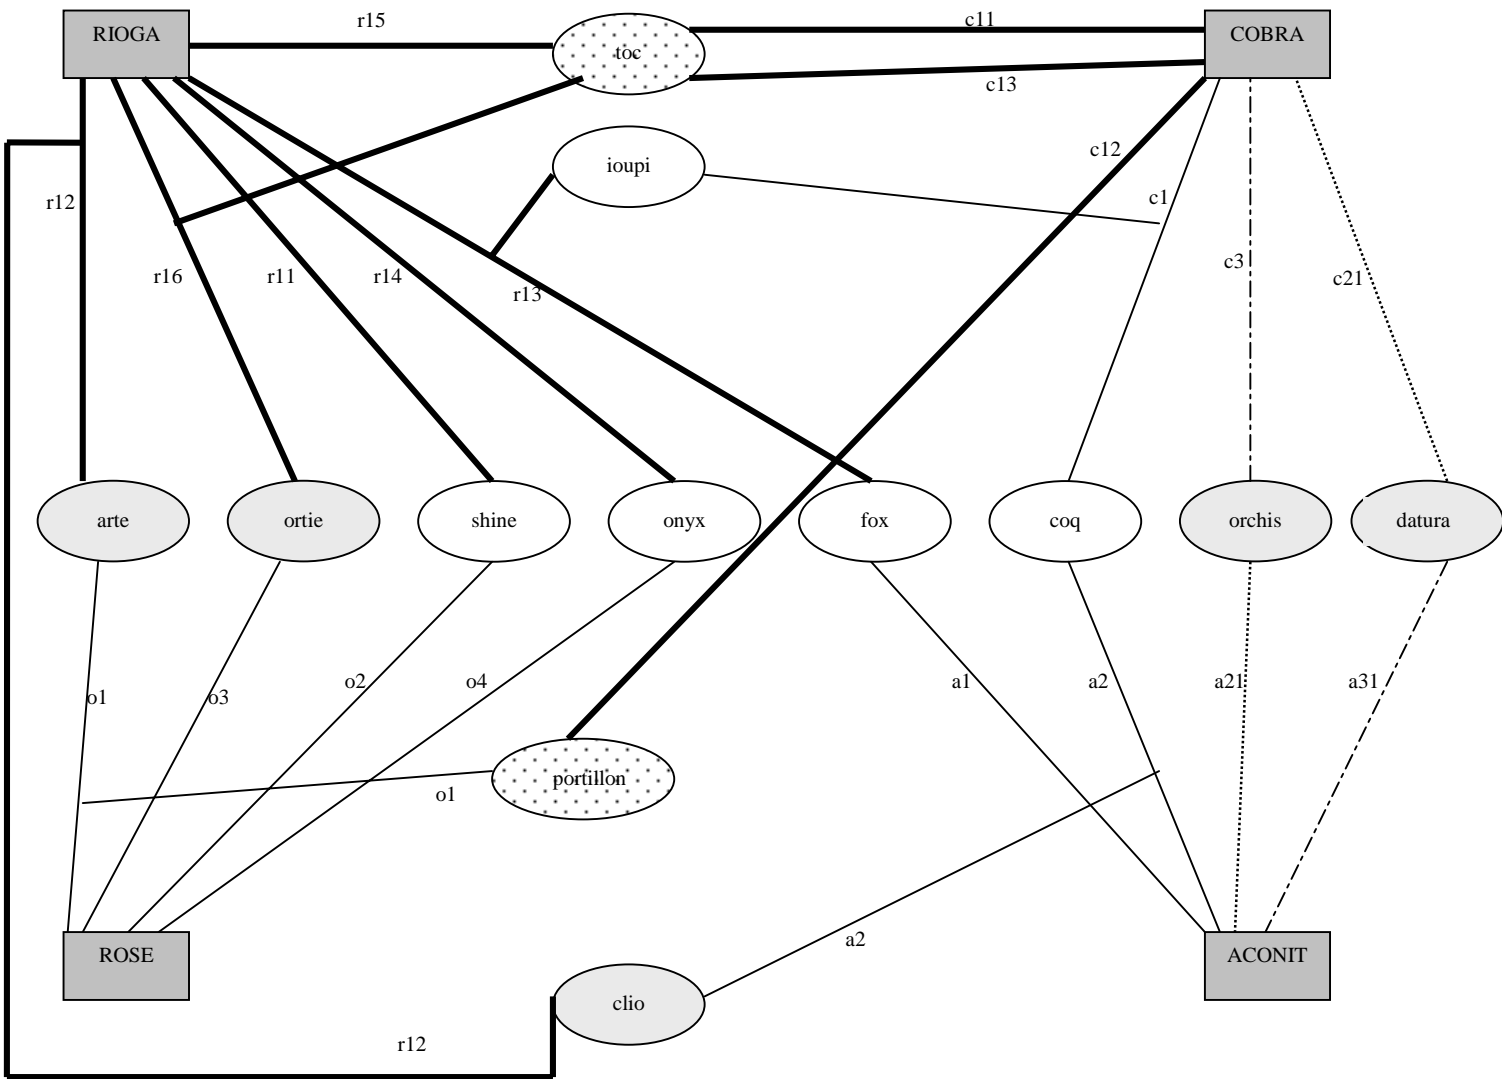 r15
c11
RIOGA
toc
COBRA
c13
c12
ioupi
r12
c1
r16
r11
r14
r13
c3
c21
arte
ortie
shine
onyx
fox
coq
orchis
datura
o1
o3
o2
o4
a1
a2
a21
a31
portillon
o1
ROSE
a2
ACONIT
clio
r12